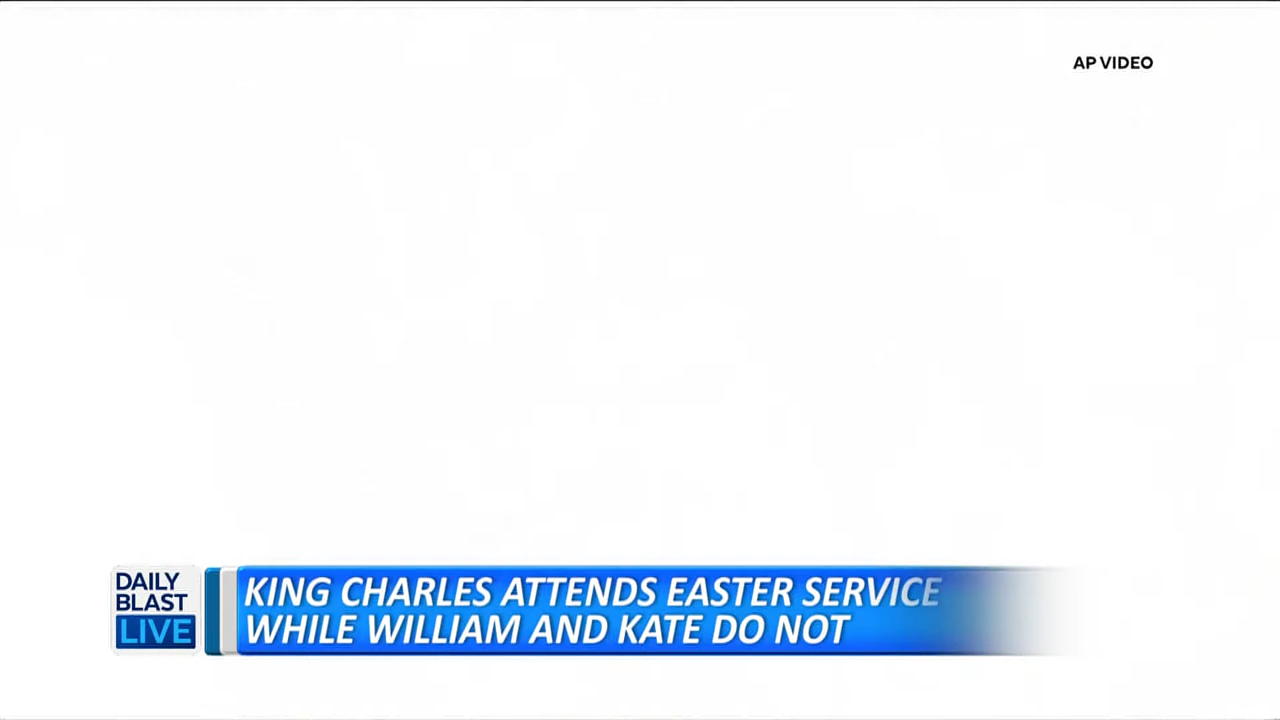 AP VIDEO
DAILY
BLAST
LIVE
KING CHARLES ATTENDS EASTER SERVICE
WHILE WILLIAM AND KATE DO NOT